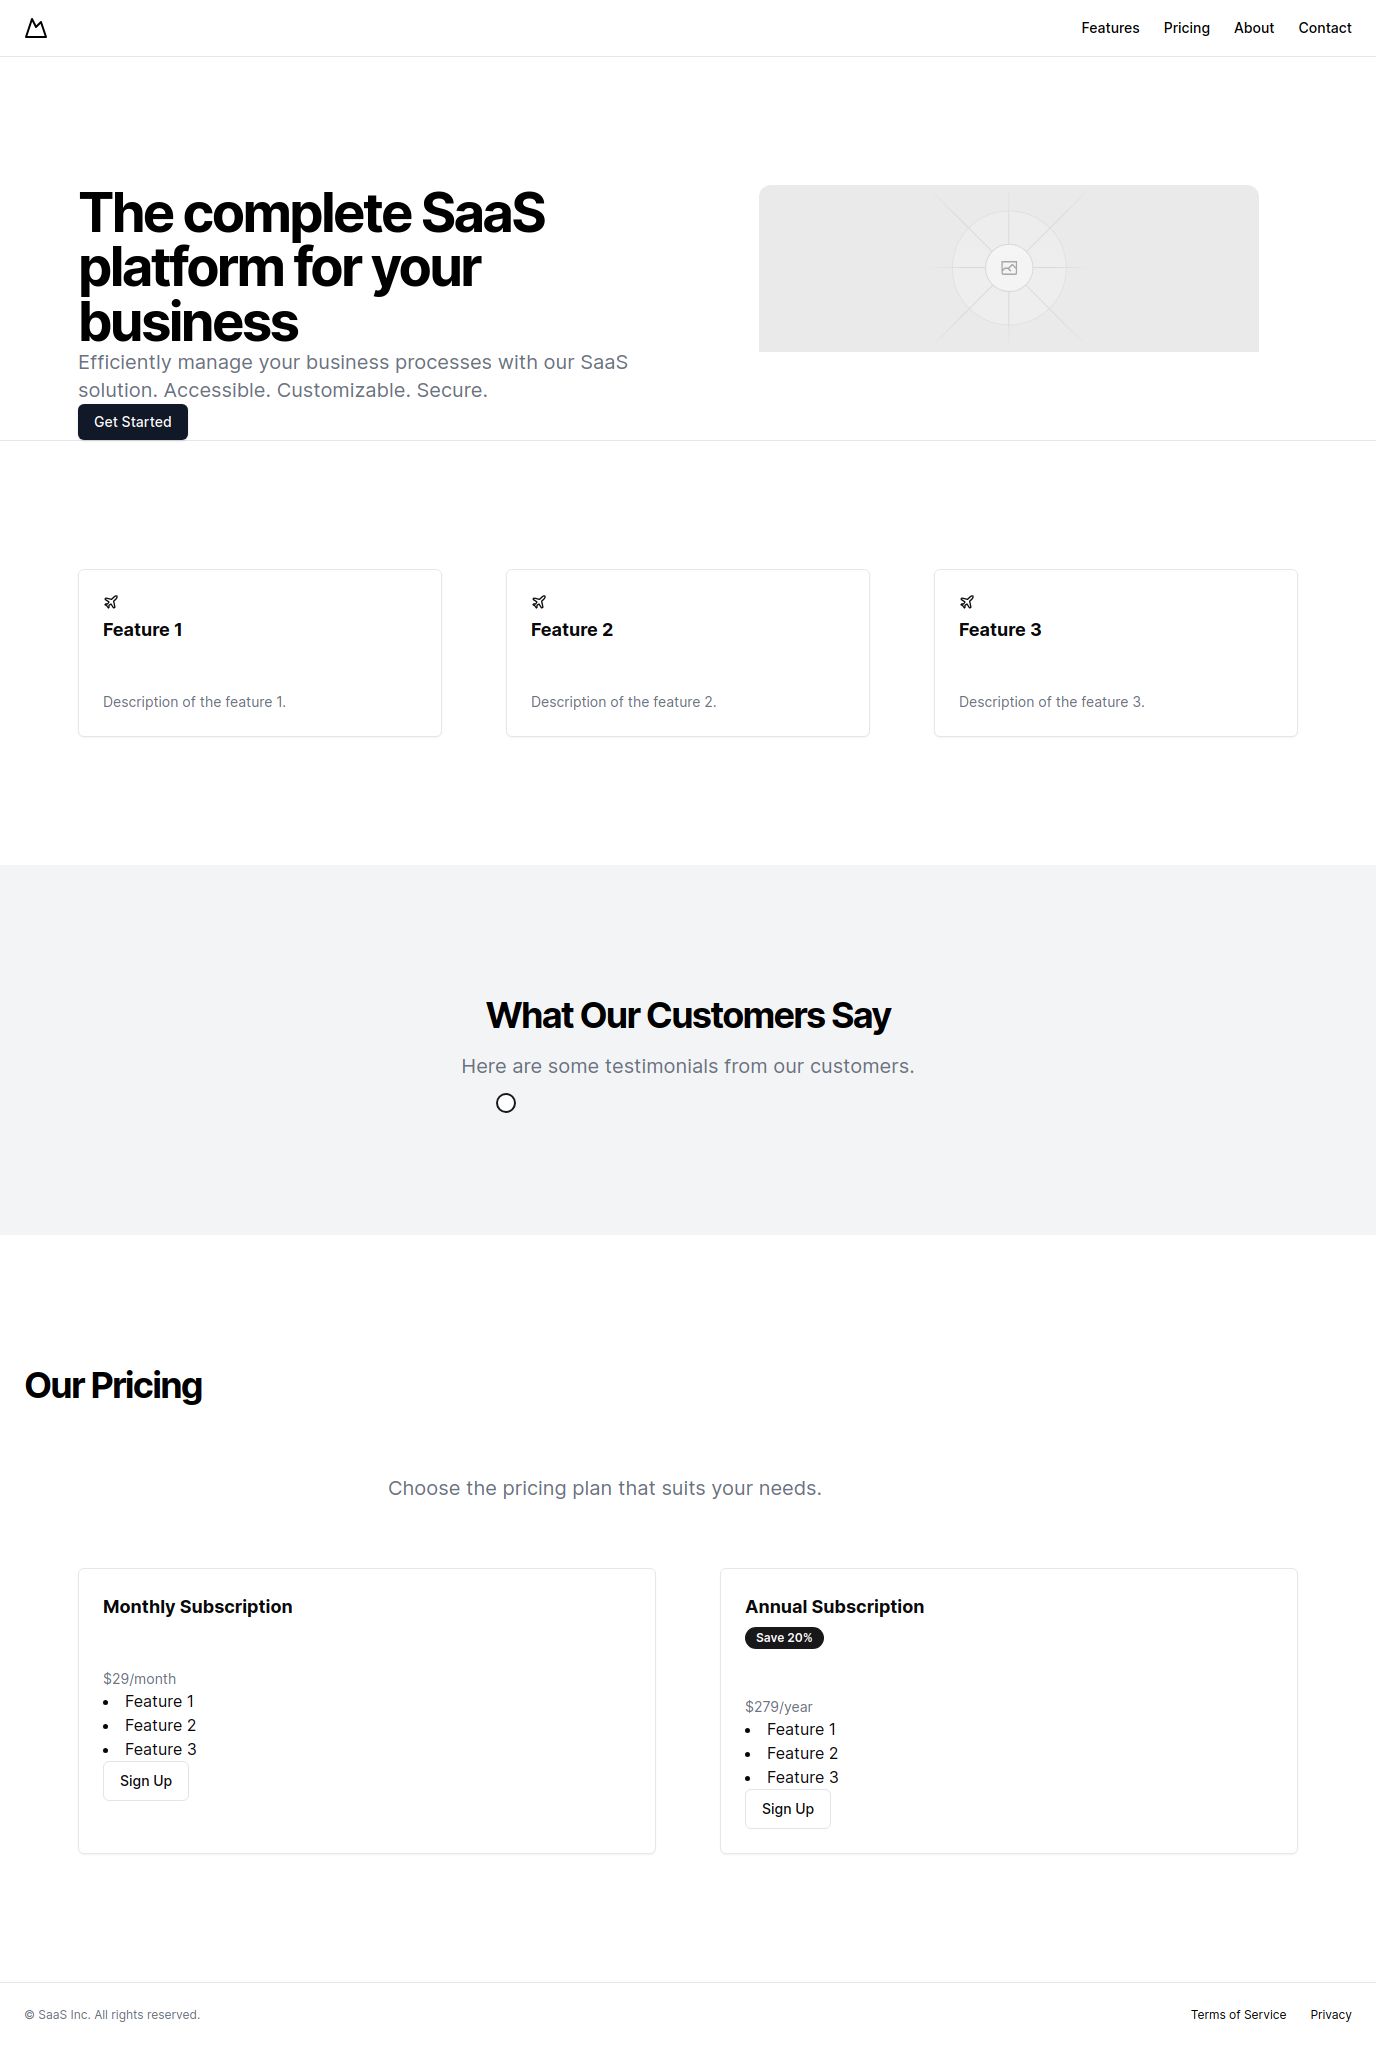 Features Pricing About Contact
The complete SaaS
platform for your
business
Efficiently manage your business processes with our SaaS
solution. Accessible. Customizable. Secure.
Get Started
Feature 1
Description of the feature 1.
Feature 2
Description of the feature 2.
Feature 3
Description of the feature 3.
What Our Customers Say
Here are some testimonials from our customers.
Our Pricing
Choose the pricing plan that suits your needs.
Monthly Subscription
$29/month
Feature 1
Feature 2
Feature 3
Sign Up
Annual Subscription
Save 20%
$279/year
Feature 1
Feature 2
Feature 3
Sign Up
© SaaS Inc. All rights reserved.
Terms of Service Privacy